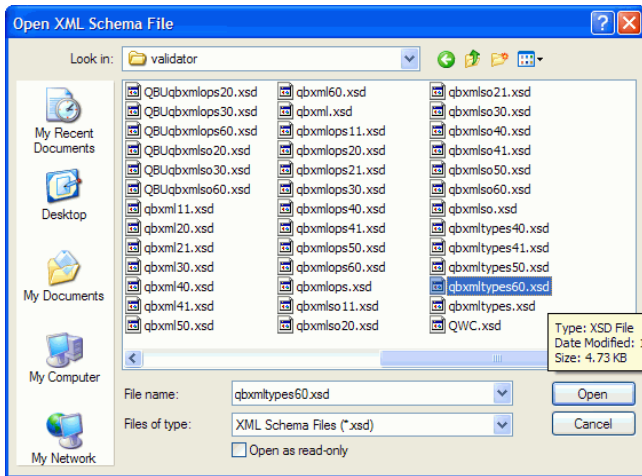 Open XML Schema File
Look in: validator
My Recent Documents
Desktop
My Documents
My Computer
My Network
QBUqbxmlops20.xsd qbxml60.xsd qbxmlso21.xsd
QBUqbxmlops30.xsd qbxml.xsd qbxmlso30.xsd
QBUqbxmlops60.xsd qbxmlops11.xsd qbxmlso40.xsd
QBUqbxmlso20.xsd qbxmlops20.xsd qbxmlso41.xsd
QBUqbxmlso30.xsd qbxmlops21.xsd qbxmlso50.xsd
QBUqbxmlso60.xsd qbxmlops30.xsd qbxmlso60.xsd
qbxml11.xsd qbxmlops40.xsd qbxmlso.xsd
qbxml20.xsd qbxmlops41.xsd qbxmltypes40.xsd
qbxml21.xsd qbxmlops50.xsd qbxmltypes41.xsd
qbxml30.xsd qbxmlops60.xsd qbxmltypes50.xsd
qbxml40.xsd qbxmlops.xsd qbxmltypes60.xsd
qbxml41.xsd qbxmlso11.xsd qbxmltypes.xsd
qbxml50.xsd qbxmlso20.xsd QWC.xsd
Type: XSD File
Date Modified:
Size: 4.73 KB
File name: qbxmltypes60.xsd Open
Files of type: XML Schema Files (*.xsd) Cancel
Open as read-only